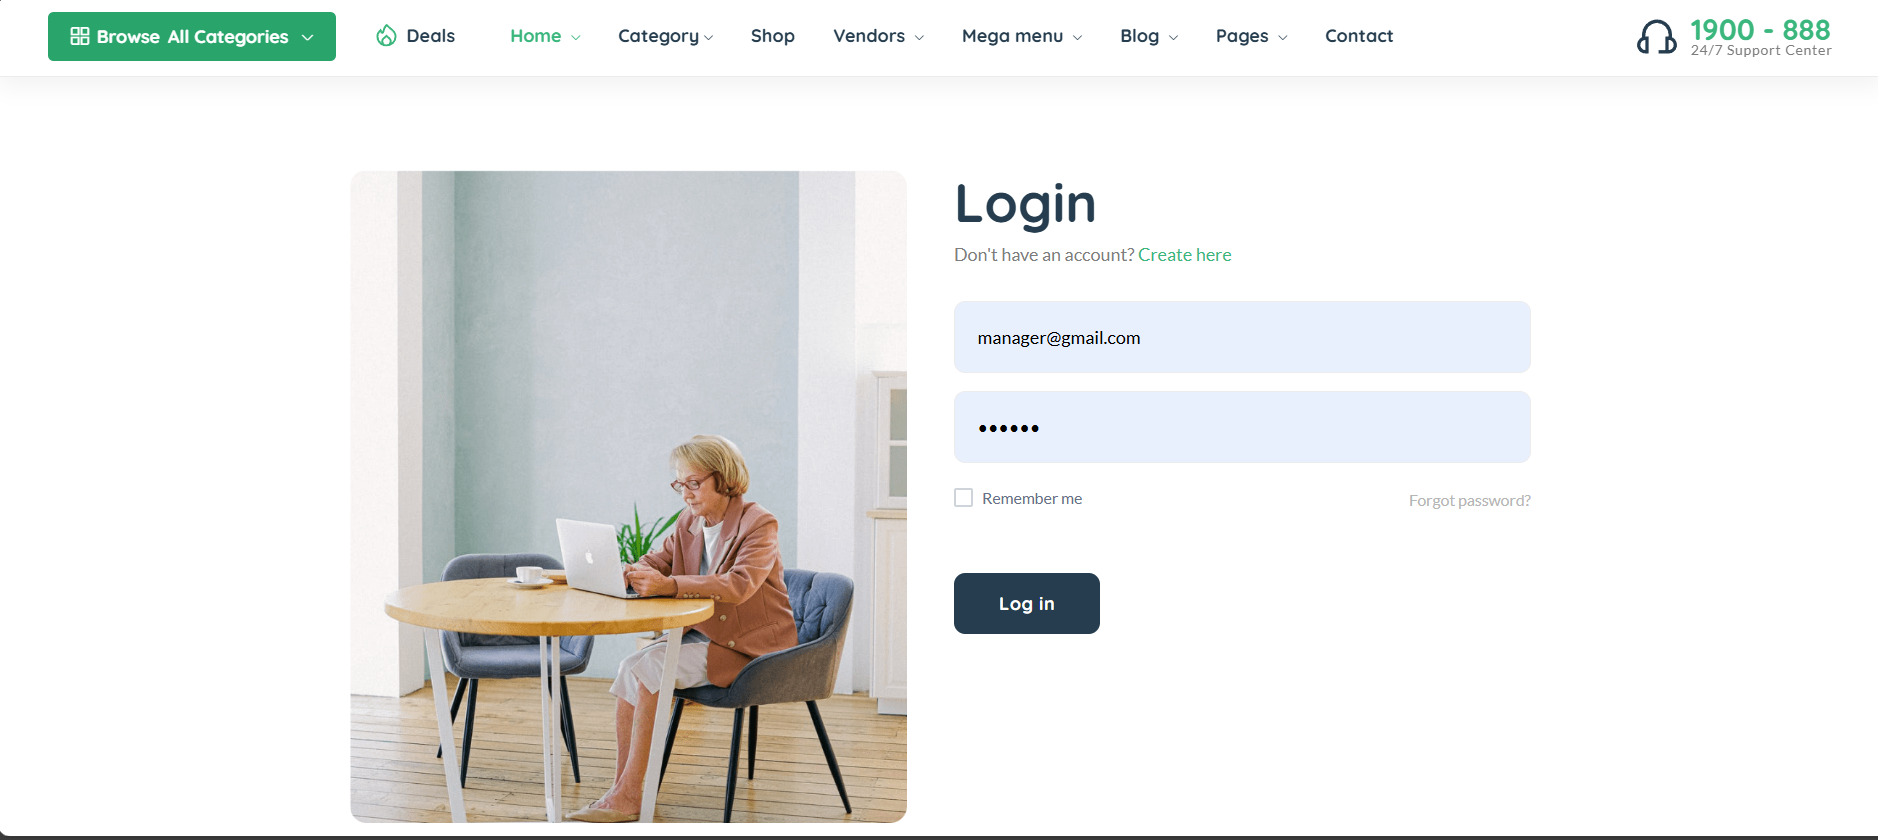 Browse All Categories Deals Home Category Shop Vendors Mega menu Blog Pages Contact 1900 - 888
24/7 Support Center
Login
Don't have an account? Create here
manager@gmail.com
••••••
Remember me Forgot password?
Log in